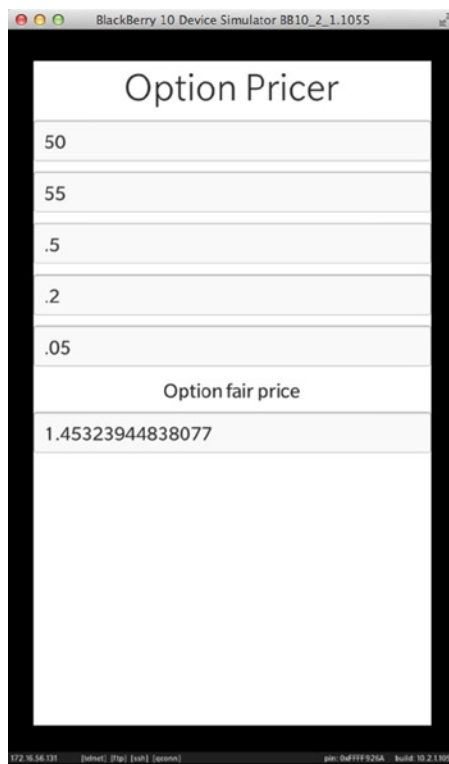 BlackBerry 10 Device Simulator BB10_2_1.1055
Option Pricer
50
55
.5
.2
.05
Option fair price
1.45323944838077
172.16.56.131 [telnet] [ftp] [ssh] [qconn] pin: 0xFFFF926A build: 10.2.1.105